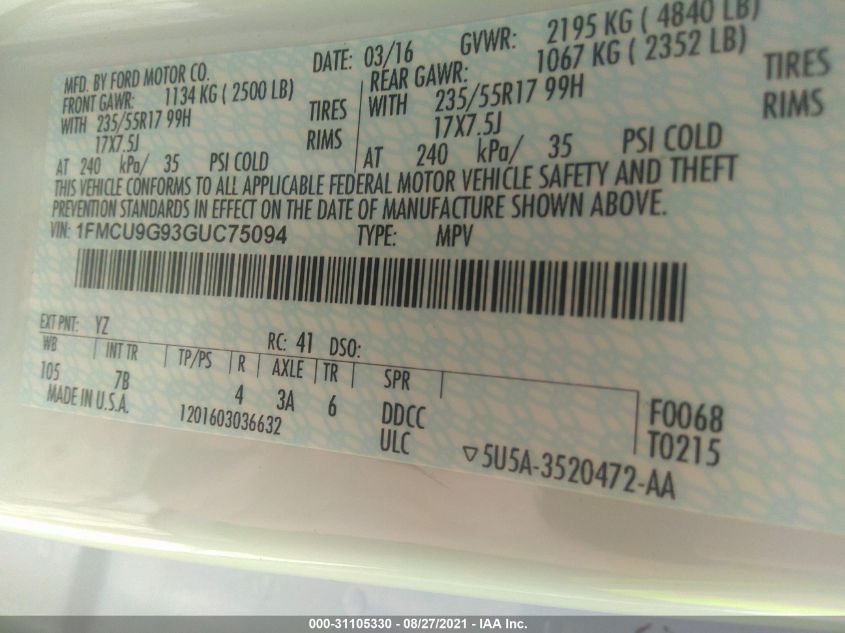 MFD. BY FORD MOTOR CO.
DATE: 03/16 GVWR: 2195 KG ( 4840 LB)
FRONT GAWR: 1134 KG ( 2500 LB)
WITH 235/55R17 99H TIRES
17X7.5J RIMS
AT 240 kPa/ 35 PSI COLD
REAR GAWR: 1067 KG ( 2352 LB)
WITH 235/55R17 99H TIRES
17X7.5J RIMS
AT 240 kPa/ 35 PSI COLD
THIS VEHICLE CONFORMS TO ALL APPLICABLE FEDERAL MOTOR VEHICLE SAFETY AND THEFT
PREVENTION STANDARDS IN EFFECT ON THE DATE OF MANUFACTURE SHOWN ABOVE.
VIN: 1FMCU9G93GUC75094 TYPE: MPV
EXT PNT: YZ RC: 41 DSO:
WB INT TR TP/PS R AXLE TR SPR
105 7B 4 3A 6 DDCC F0068
MADE IN U.S.A. 1201603036632 ULC T0215
▽5U5A-3520472-AA
000-31105330 - 08/27/2021 - IAA Inc.